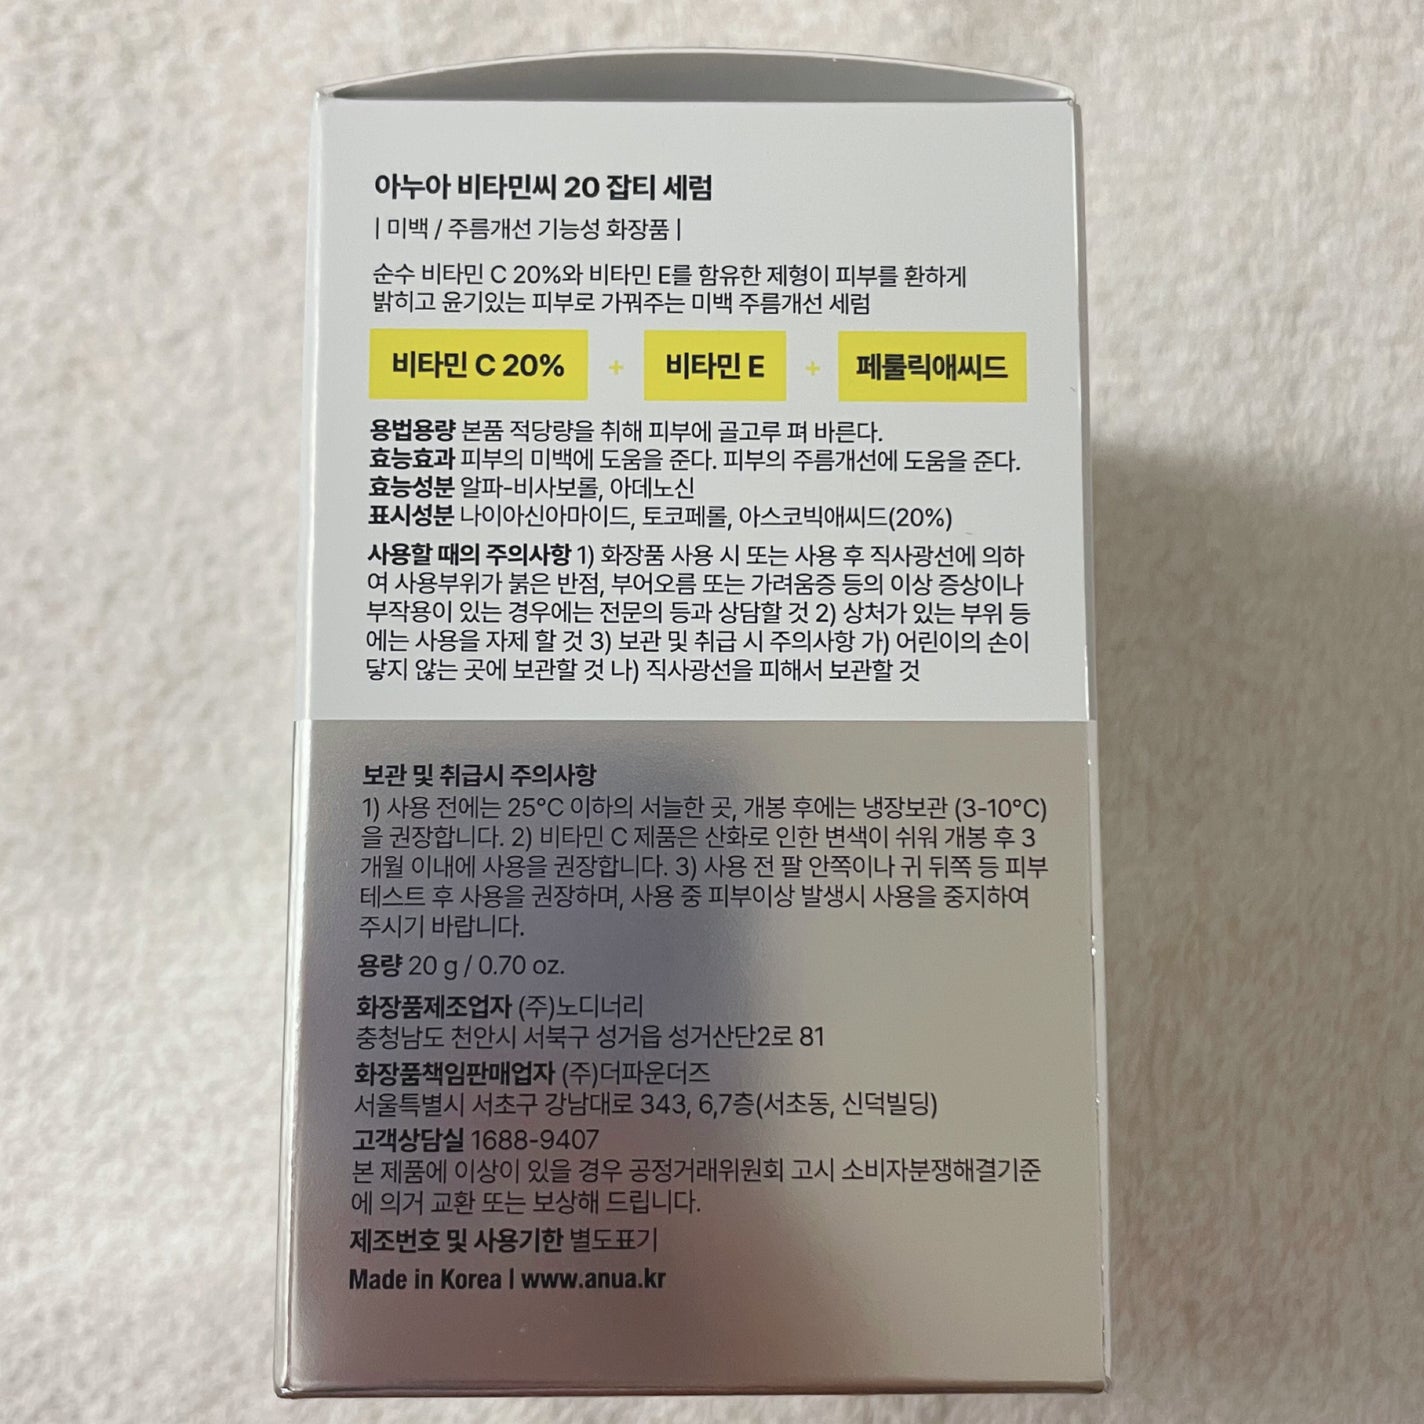 아누아 비타민씨 20 잡티 세럼
| 미백 / 주름개선 기능성 화장품 |
순수 비타민 C 20%와 비타민 E를 함유한 제형이 피부를 환하게
밝히고 윤기있는 피부로 가꿔주는 미백 주름개선 세럼
비타민 C 20% + 비타민 E + 페룰릭애씨드
용법용량 본품 적당량을 취해 피부에 골고루 펴 바른다.
효능효과 피부의 미백에 도움을 준다. 피부의 주름개선에 도움을 준다.
효능성분 알파-비사보롤, 아데노신
표시성분 나이아신아마이드, 토코페롤, 아스코빅애씨드(20%)
사용할 때의 주의사항 1) 화장품 사용 시 또는 사용 후 직사광선에 의하
여 사용부위가 붉은 반점, 부어오름 또는 가려움증 등의 이상 증상이나
부작용이 있는 경우에는 전문의 등과 상담할 것 2) 상처가 있는 부위 등
에는 사용을 자제 할 것 3) 보관 및 취급 시 주의사항 가) 어린이의 손이
닿지 않는 곳에 보관할 것 나) 직사광선을 피해서 보관할 것
보관 및 취급시 주의사항
1) 사용 전에는 25°C 이하의 서늘한 곳, 개봉 후에는 냉장보관 (3-10°C)
을 권장합니다. 2) 비타민 C 제품은 산화로 인한 변색이 쉬워 개봉 후 3
개월 이내에 사용을 권장합니다. 3) 사용 전 팔 안쪽이나 귀 뒤쪽 등 피부
테스트 후 사용을 권장하며, 사용 중 피부이상 발생시 사용을 중지하여
주시기 바랍니다.
용량 20 g / 0.70 oz.
화장품제조업자 (주)노디너리
충청남도 천안시 서북구 성거읍 성거산단2로 81
화장품책임판매업자 (주)더파운더즈
서울특별시 서초구 강남대로 343, 6,7층(서초동, 신덕빌딩)
고객상담실 1688-9407
본 제품에 이상이 있을 경우 공정거래위원회 고시 소비자분쟁해결기준
에 의거 교환 또는 보상해 드립니다.
제조번호 및 사용기한 별도표기
Made in Korea | www.anua.kr